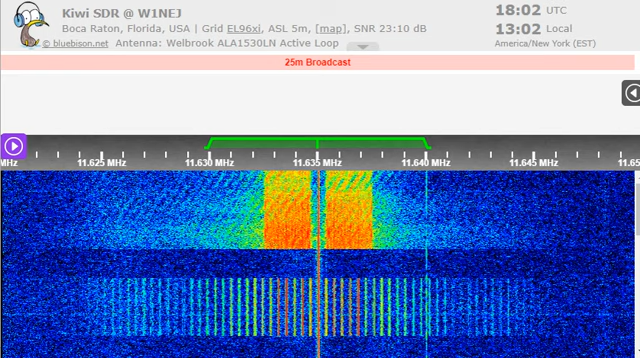 Kiwi SDR @ W1NEJ
Boca Raton, Florida, USA | Grid EL96xi, ASL 5m, [map], SNR 23:10 dB
© bluebison.net Antenna: Welbrook ALA1530LN Active Loop
18:02 UTC
13:02 Local
America/New York (EST)
25m Broadcast
MHz 11.625 MHz 11.630 MHz 11.635 MHz 11.640 MHz 11.645 MHz 11.65